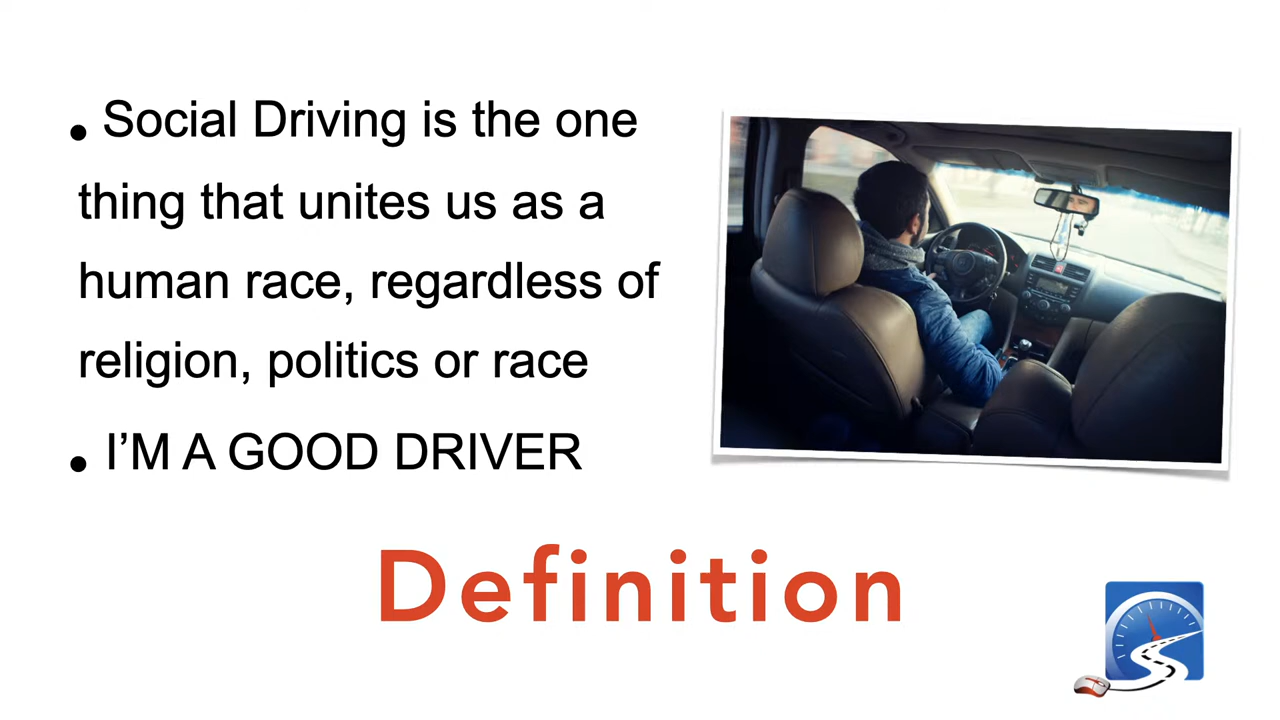 • Social Driving is the one
thing that unites us as a
human race, regardless of
religion, politics or race
• I’M A GOOD DRIVER
Definition